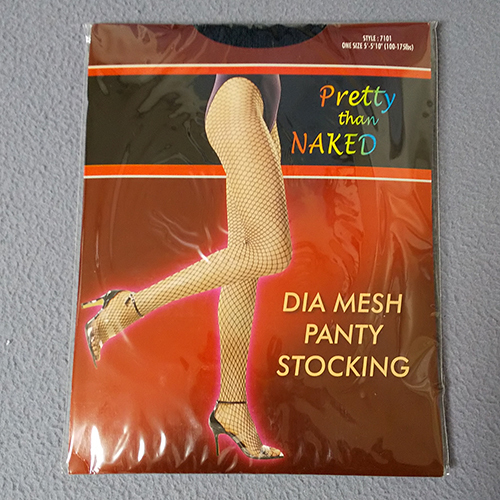 STYLE : 7101
ONE SIZE 5'-5'10" (100-175lbs)
Pretty
than
NAKED
DIA MESH
PANTY
STOCKING